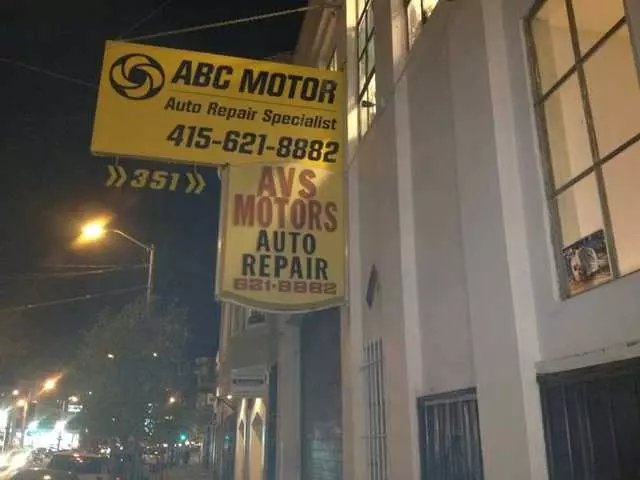 ABC MOTOR
Auto Repair Specialist
415-621-8882
351
AVS
MOTORS
AUTO
REPAIR
621-8882